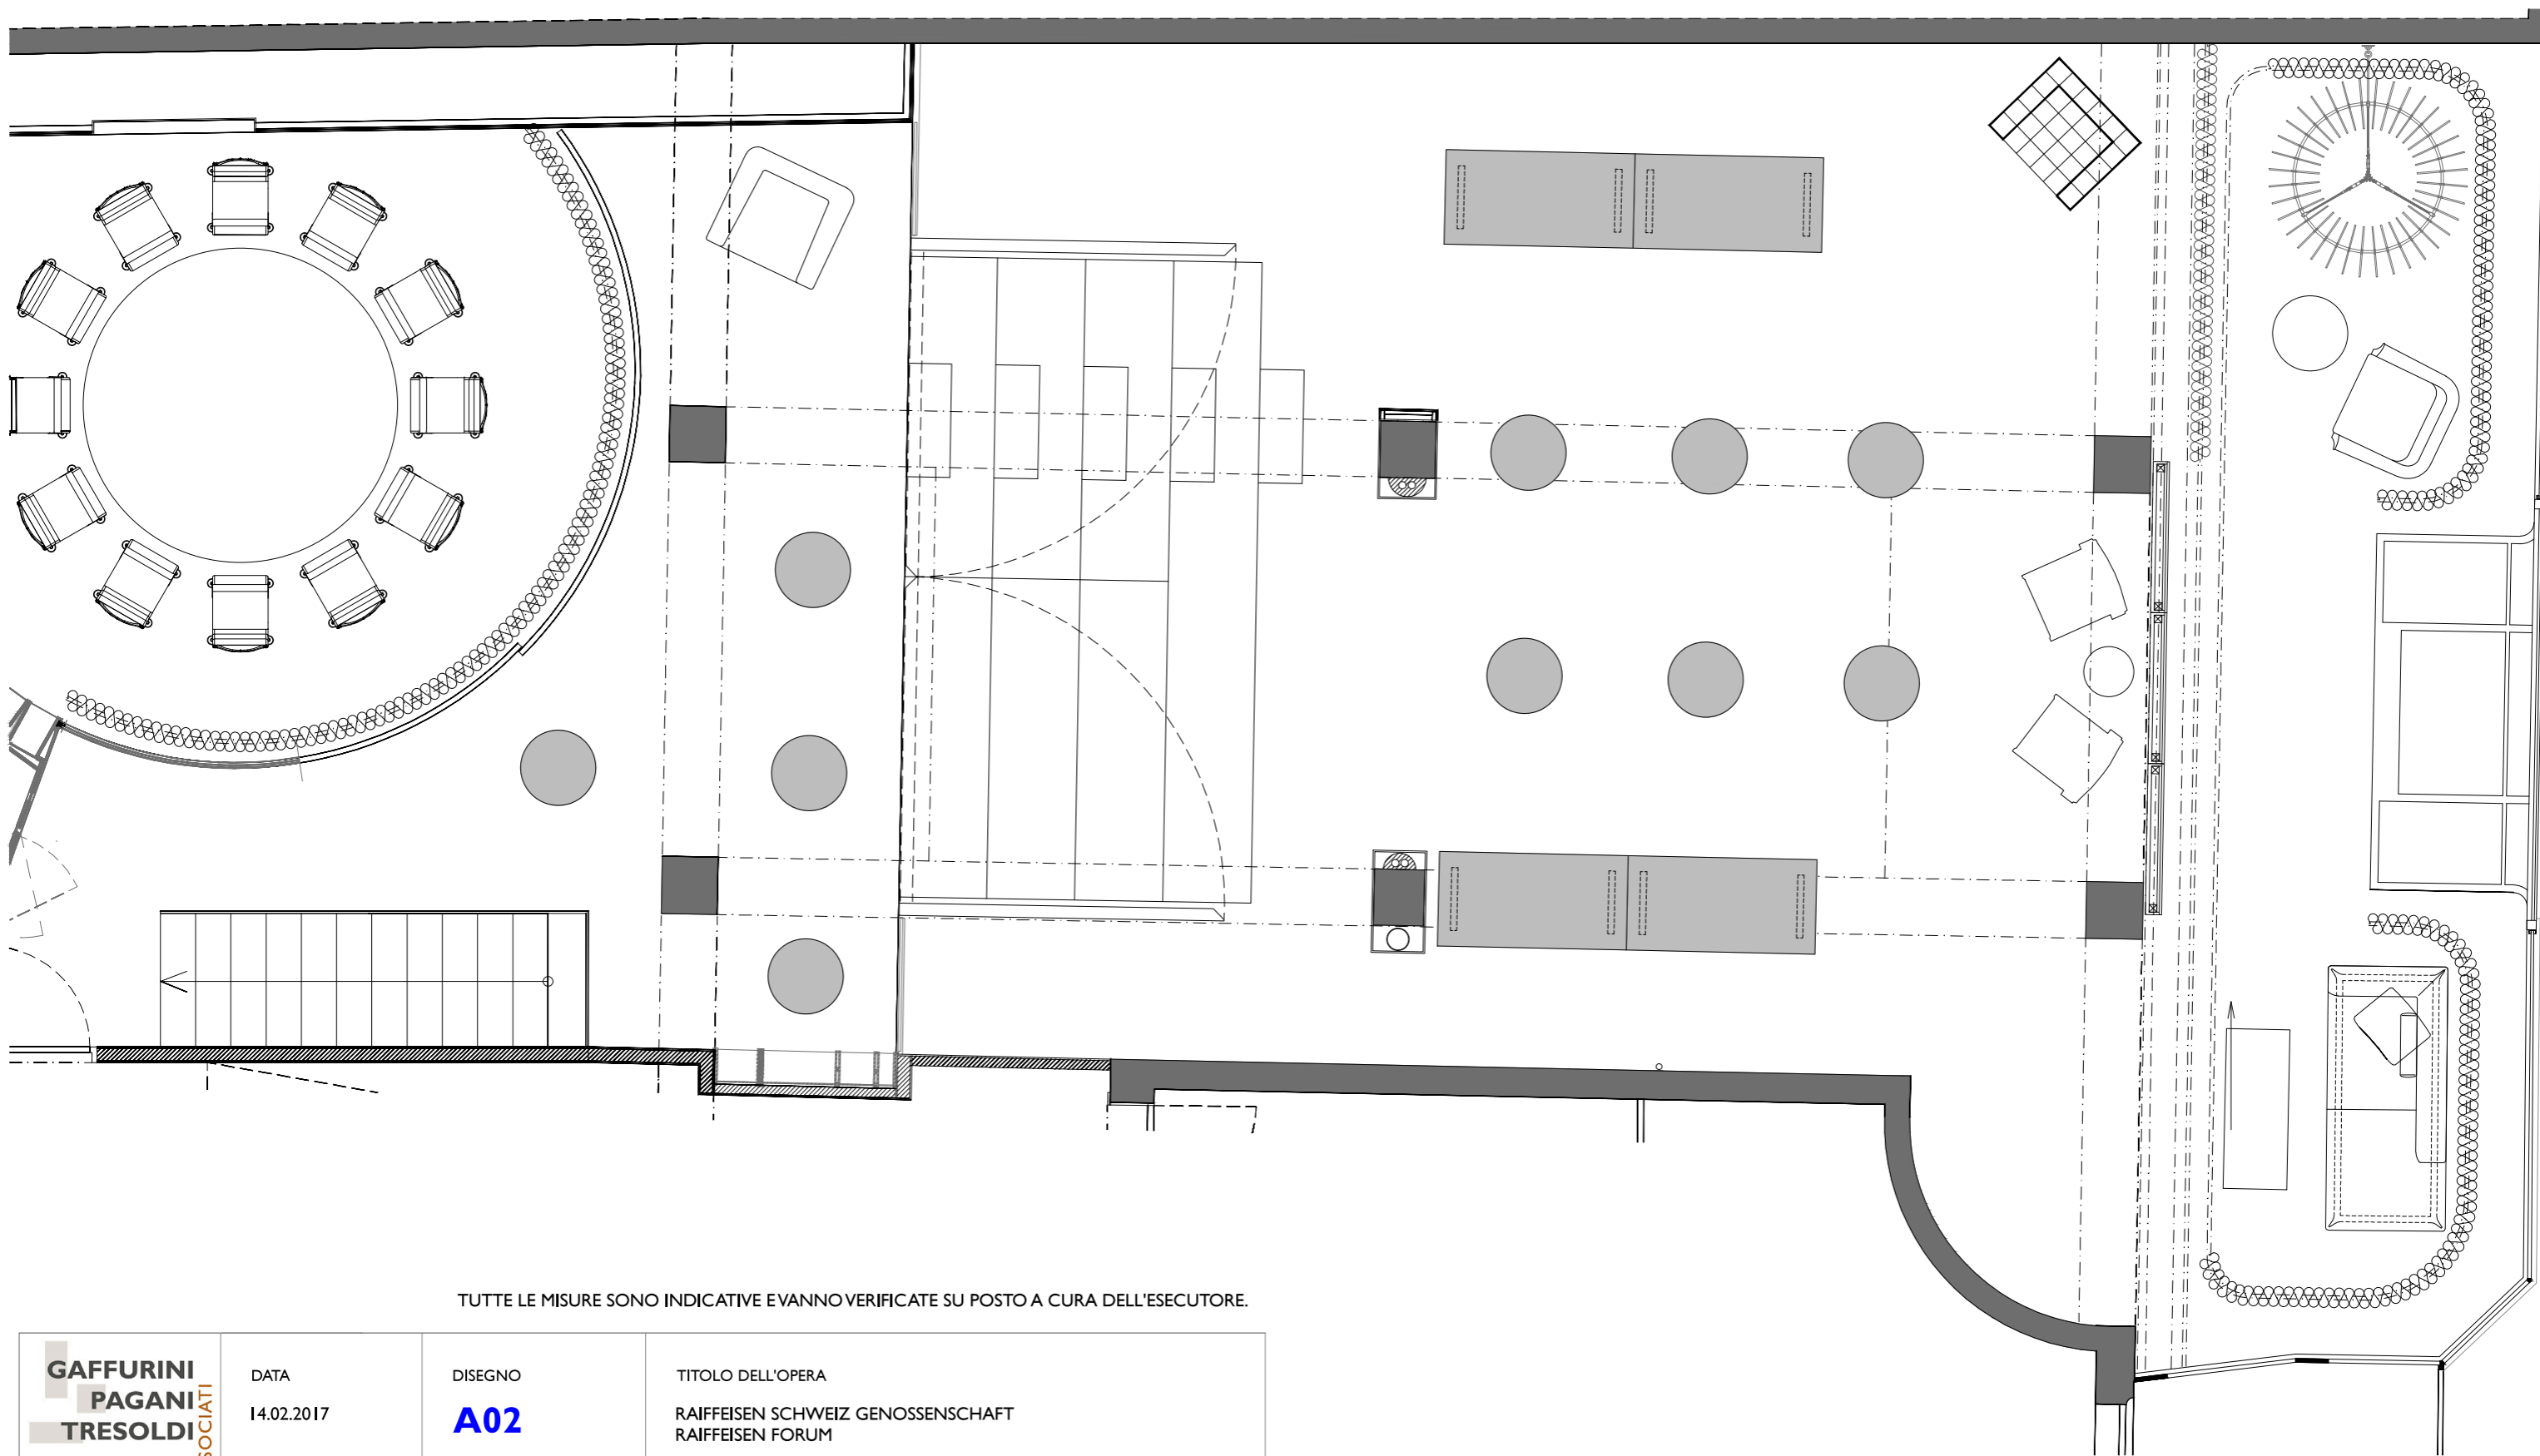 TUTTE LE MISURE SONO INDICATIVE E VANNO VERIFICATE SU POSTO A CURA DELL'ESECUTORE.
GAFFURINI
PAGANI
TRESOLDI
SOCIATI
DATA
14.02.2017
DISEGNO
A02
TITOLO DELL'OPERA
RAIFFEISEN SCHWEIZ GENOSSENSCHAFT
RAIFFEISEN FORUM